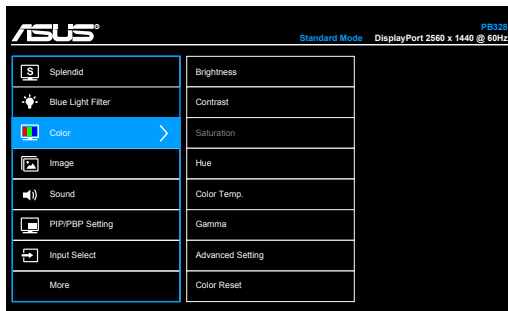 ASUS
PB328
Standard Mode DisplayPort 2560 x 1440 @ 60Hz
S Splendid
Blue Light Filter
Color
Image
Sound
PIP/PBP Setting
Input Select
More
Brightness
Contrast
Saturation
Hue
Color Temp.
Gamma
Advanced Setting
Color Reset